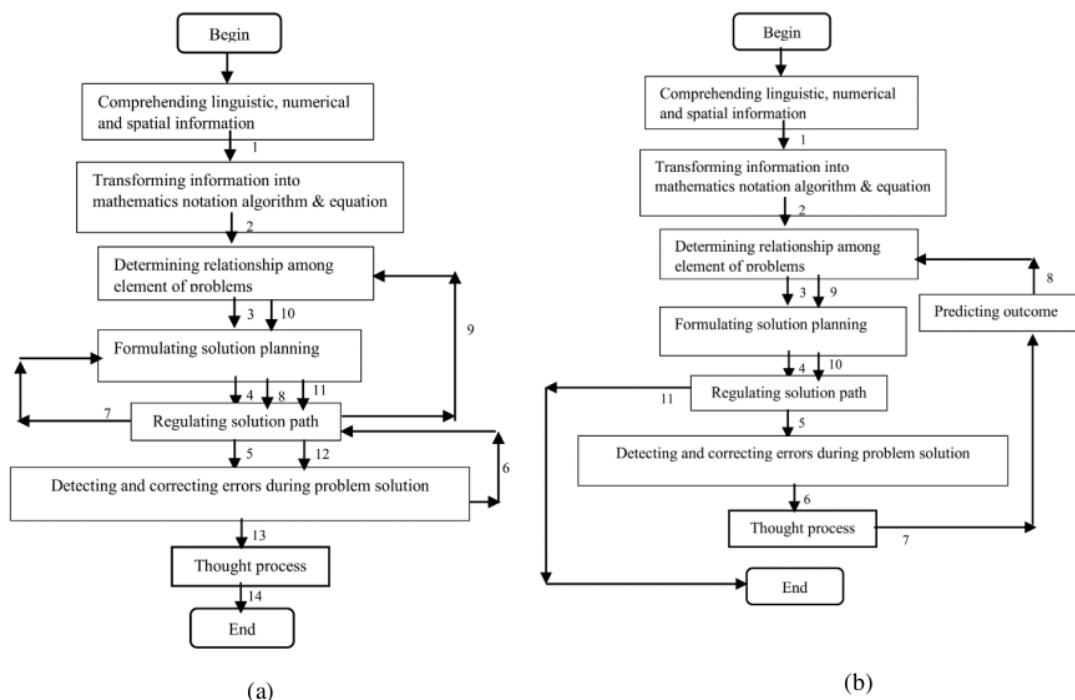 Begin
Comprehending linguistic, numerical
and spatial information
1
Transforming information into
mathematics notation algorithm & equation
2
Determining relationship among
element of problems
3
10
9
Formulating solution planning
4
8
11
7
Regulating solution path
5
12
6
Detecting and correcting errors during problem solution
13
Thought process
14
End
(a)
Begin
Comprehending linguistic, numerical
and spatial information
1
Transforming information into
mathematics notation algorithm & equation
2
Determining relationship among
element of problems
8
3
9
Predicting outcome
Formulating solution planning
4
10
Regulating solution path
11
5
Detecting and correcting errors during problem solution
6
Thought process
7
End
(b)